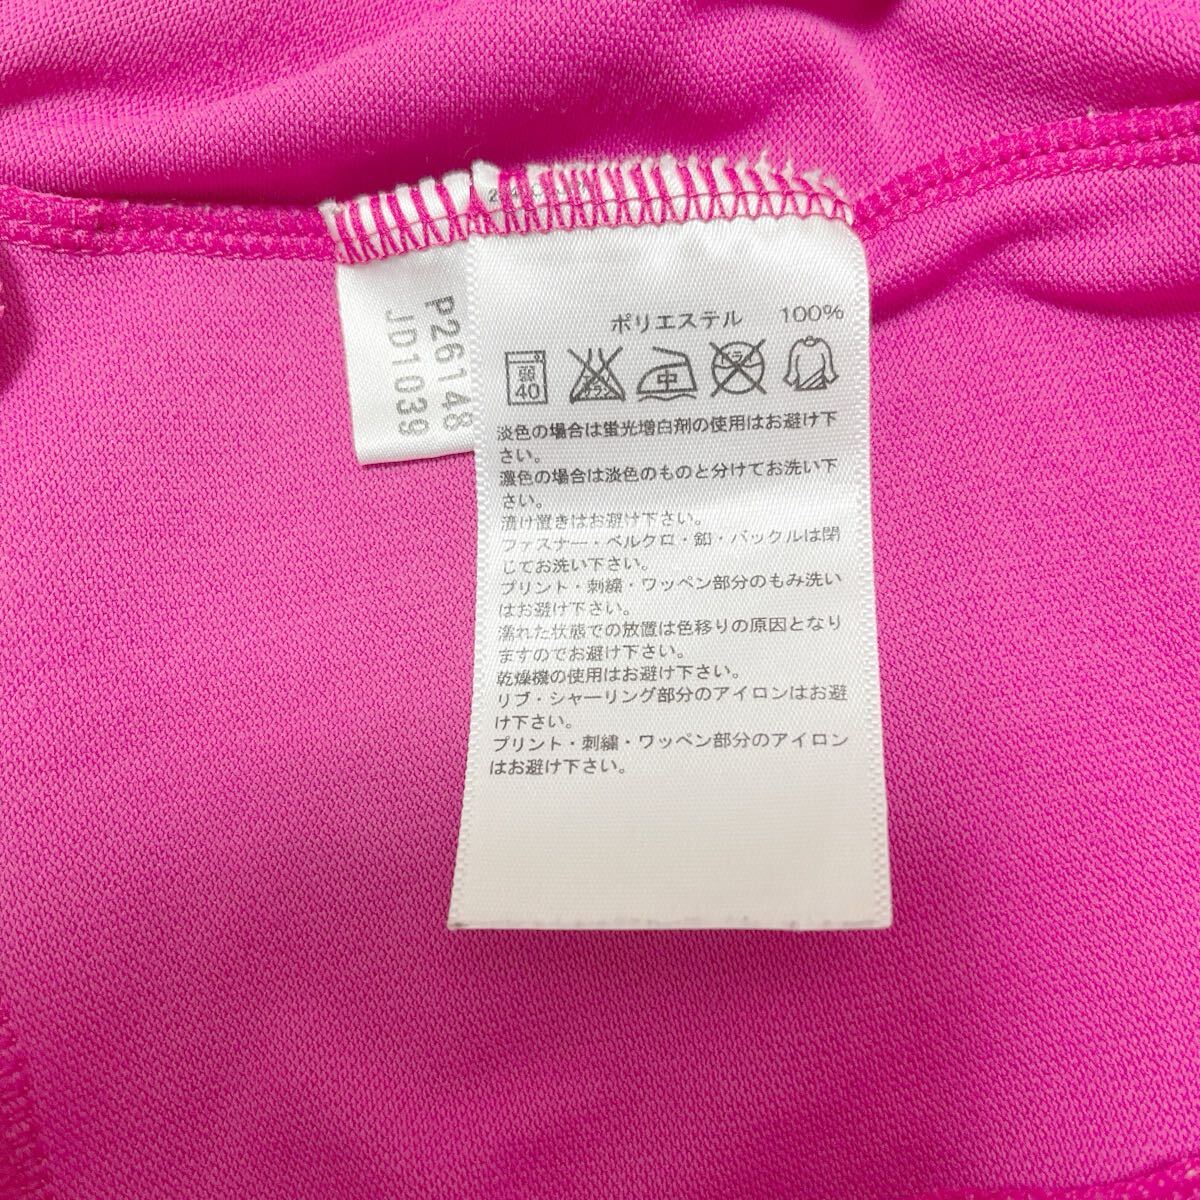 P26148
JD1039
ポリエステル 100%
弱
40
エンソ
サラシ
中
ドライ
淡色の場合は蛍光増白剤の使用はお避け下
さい。
濃色の場合は淡色のものと分けてお洗い下
さい。
漬け置きはお避け下さい。
ファスナー・ベルクロ・釦・バックルは閉
じてお洗い下さい。
プリント・刺繍・ワッペン部分のもみ洗い
はお避け下さい。
濡れた状態での放置は色移りの原因となり
ますのでお避け下さい。
乾燥機の使用はお避け下さい。
リブ・シャーリング部分のアイロンはお避
け下さい。
プリント・刺繍・ワッペン部分のアイロン
はお避け下さい。